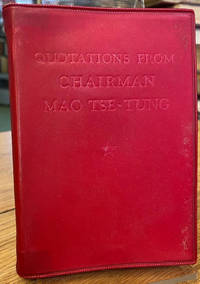 QUOTATIONS FROM
CHAIRMAN
MAO TSE-TUNG